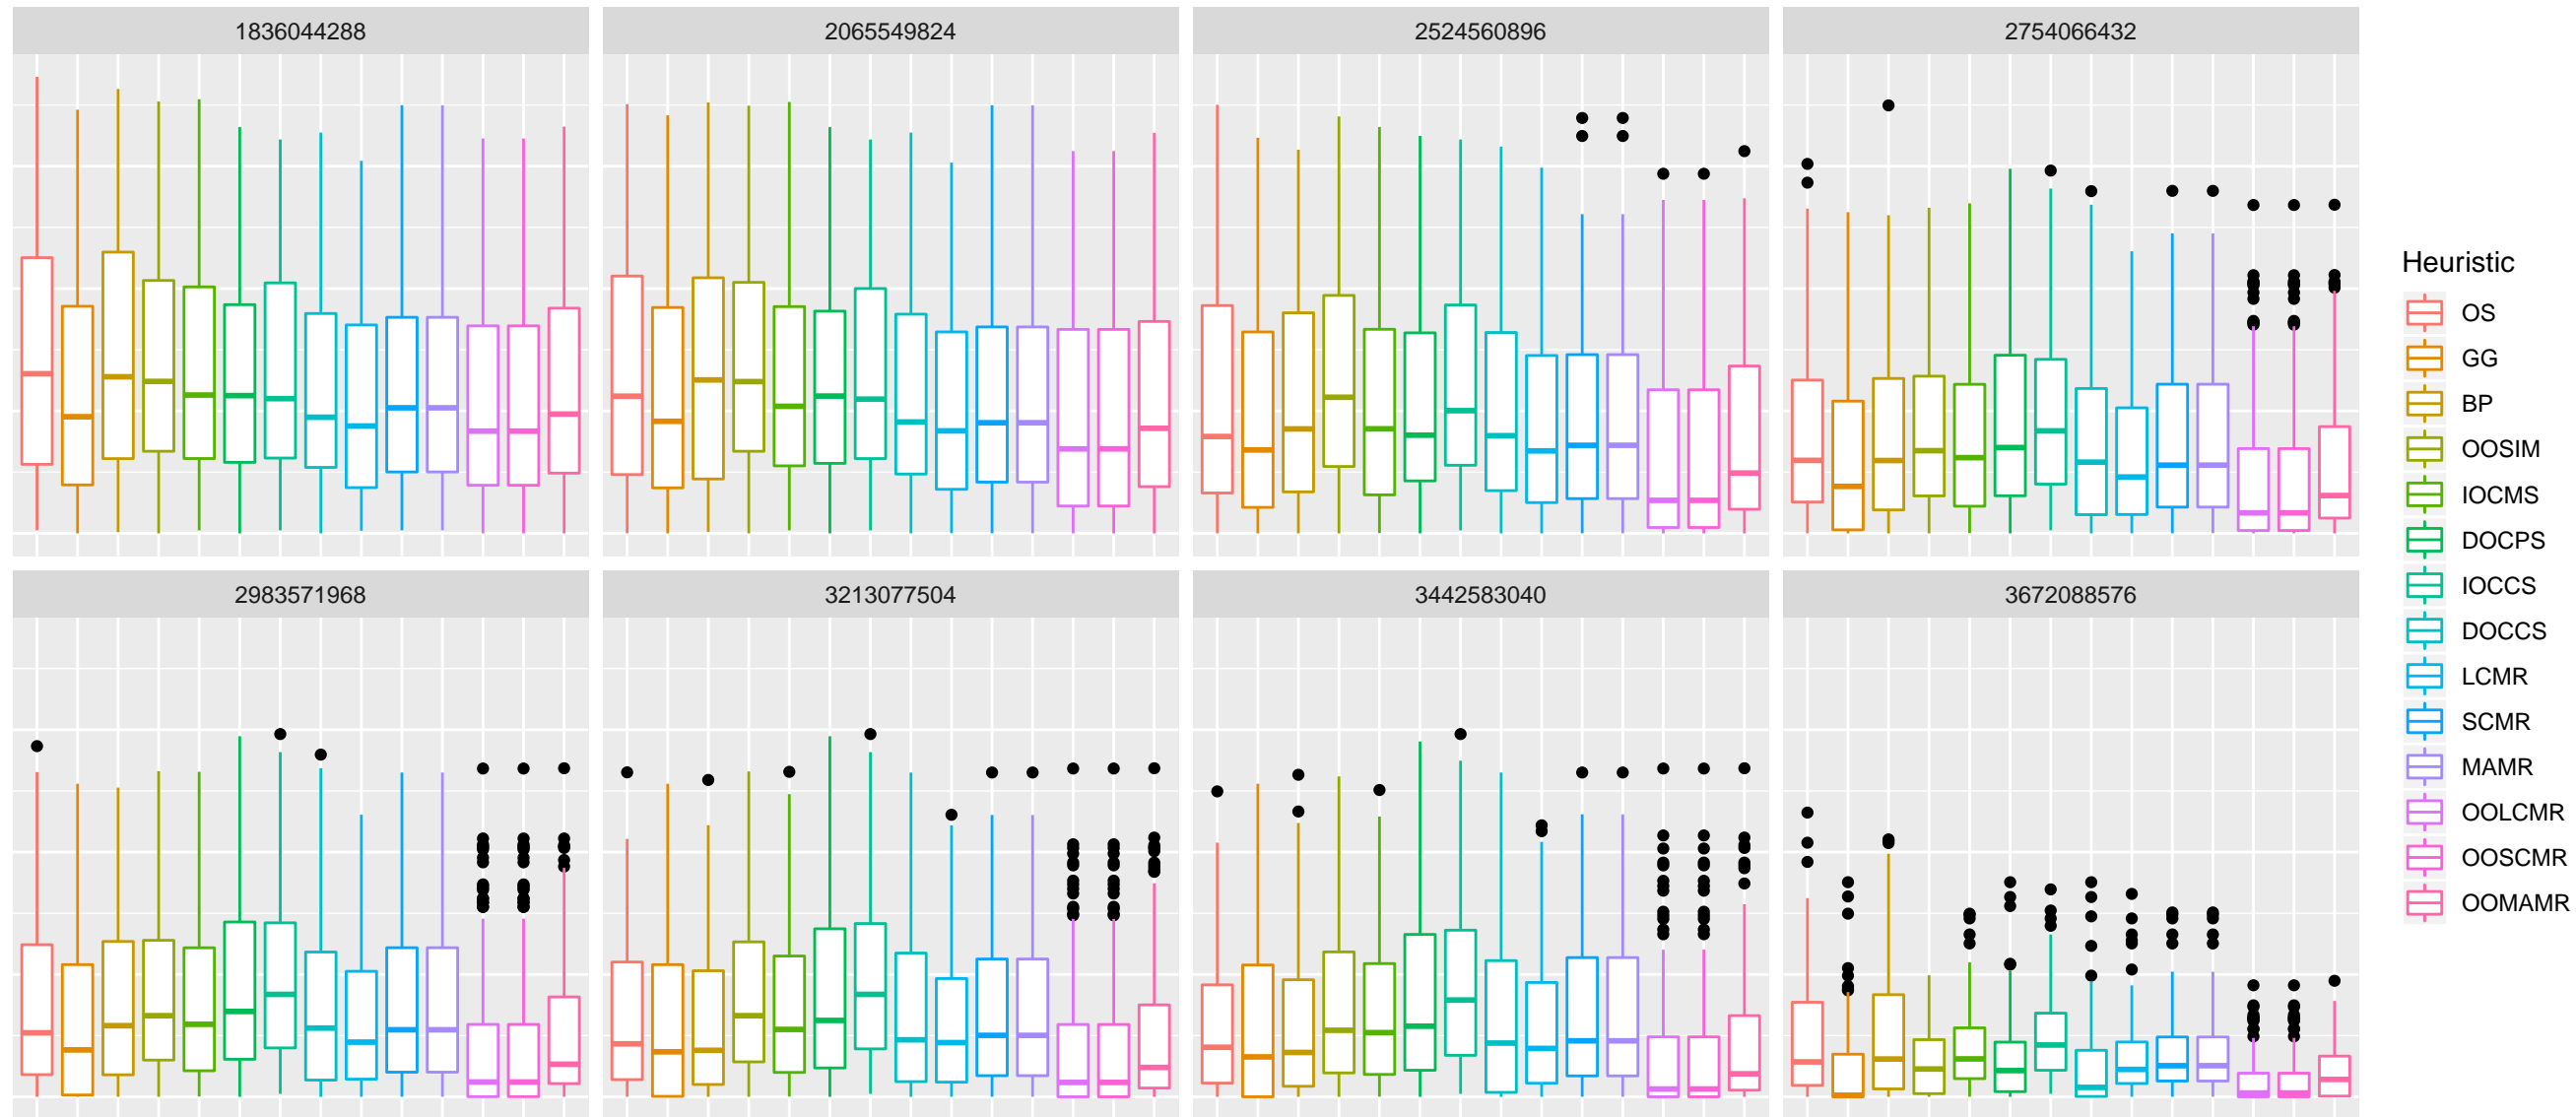 1836044288
2065549824
2524560896
2754066432
2983571968
3213077504
3442583040
3672088576
Heuristic
OS
GG
BP
OOSIM
IOCMS
DOCPS
IOCCS
DOCCS
LCMR
SCMR
MAMR
OOLCMR
OOSCMR
OOMAMR